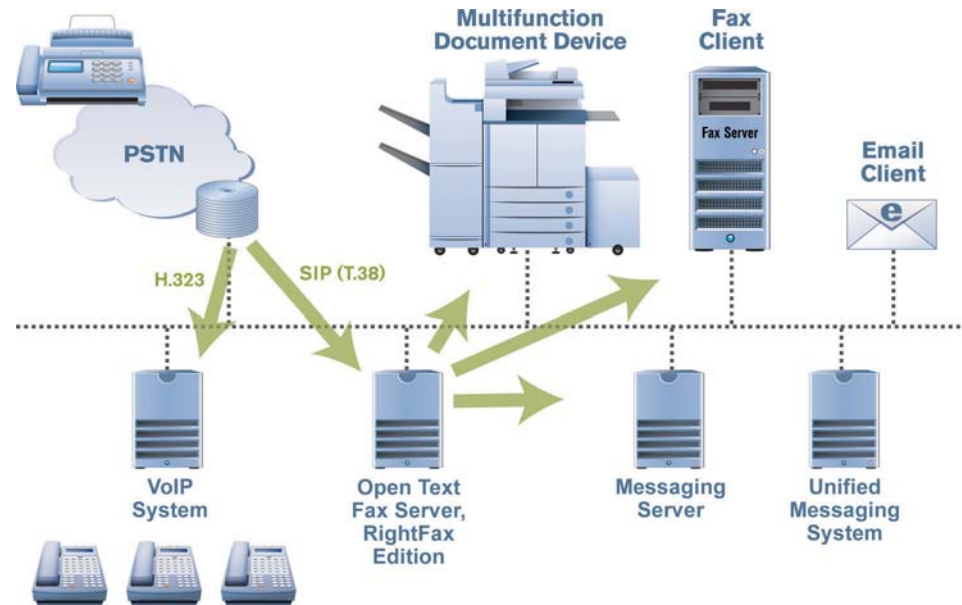 Multifunction
Document Device
Fax
Client
PSTN
Fax Server
Email
Client
e
H.323
SIP (T.38)
VoIP
System
Open Text
Fax Server,
RightFax
Edition
Messaging
Server
Unified
Messaging
System